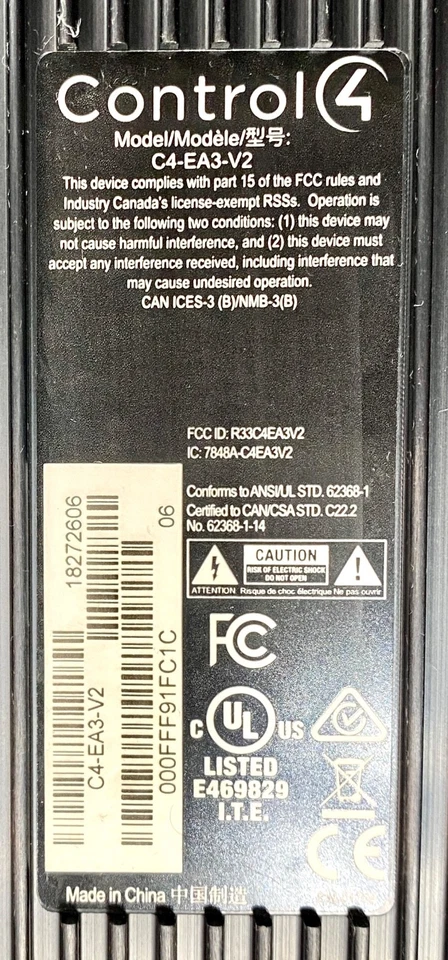 Control4
Model/Modèle/型号:
C4-EA3-V2
This device complies with part 15 of the FCC rules and
Industry Canada's license-exempt RSSs. Operation is
subject to the following two conditions: (1) this device may
not cause harmful interference, and (2) this device must
accept any interference received, including interference that
may cause undesired operation.
CAN ICES-3 (B)/NMB-3(B)
FCC ID: R33C4EA3V2
IC: 7848A-C4EA3V2
Conforms to ANSI/UL STD. 62368-1
Certified to CAN/CSA STD. C22.2
No. 62368-1-14
CAUTION
RISK OF ELECTRIC SHOCK
DO NOT OPEN
ATTENTION Risque de choc électrique Ne pas ouvrir
FC
C UL US
LISTED
E469829
I.T.E.
CE
18272606
06
C4-EA3-V2
000FFF91FC1C
Made in China 中国制造